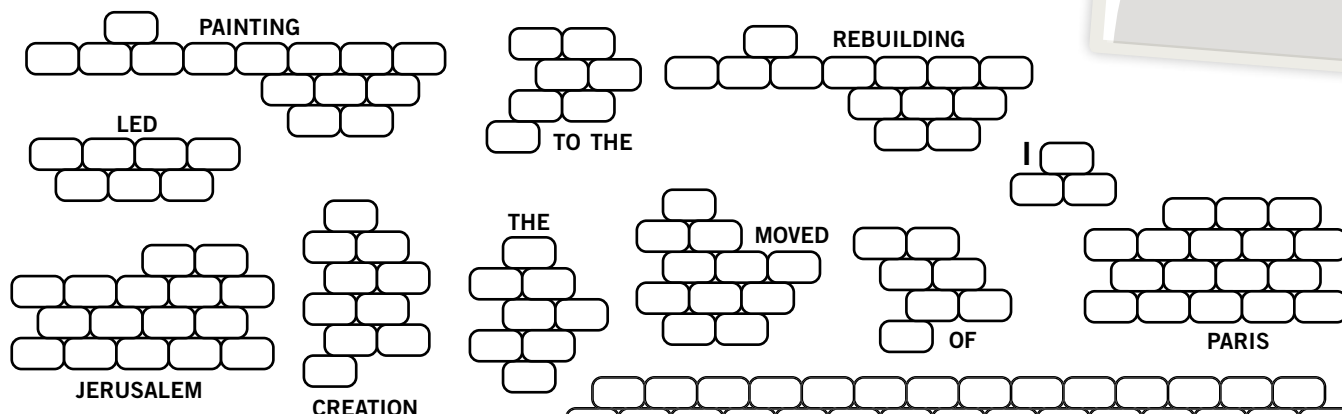 PAINTING
REBUILDING
LED
TO THE
I
THE
MOVED
OF
PARIS
JERUSALEM
CREATION